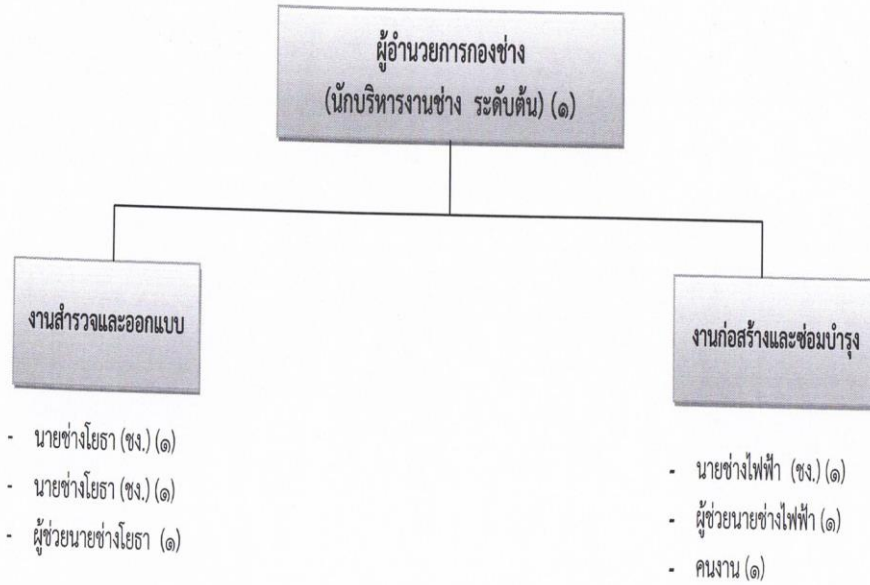 ผู้อำนวยการกองช่าง
(นักบริหารงานช่าง ระดับต้น) (๑)
งานสำรวจและออกแบบ
- นายช่างโยธา (ชง.) (๑)
- นายช่างโยธา (ชง.) (๑)
- ผู้ช่วยนายช่างโยธา (๑)
งานก่อสร้างและซ่อมบำรุง
- นายช่างไฟฟ้า (ชง.) (๑)
- ผู้ช่วยนายช่างไฟฟ้า (๑)
- คนงาน (๑)